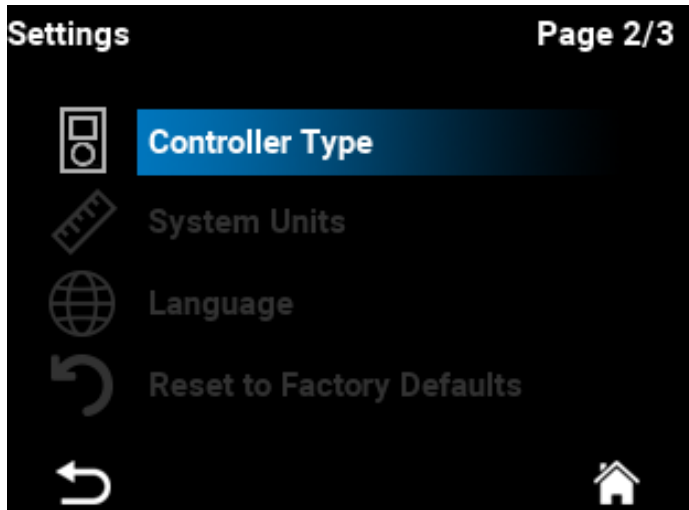 Settings
Page 2/3
Controller Type
System Units
Language
Reset to Factory Defaults